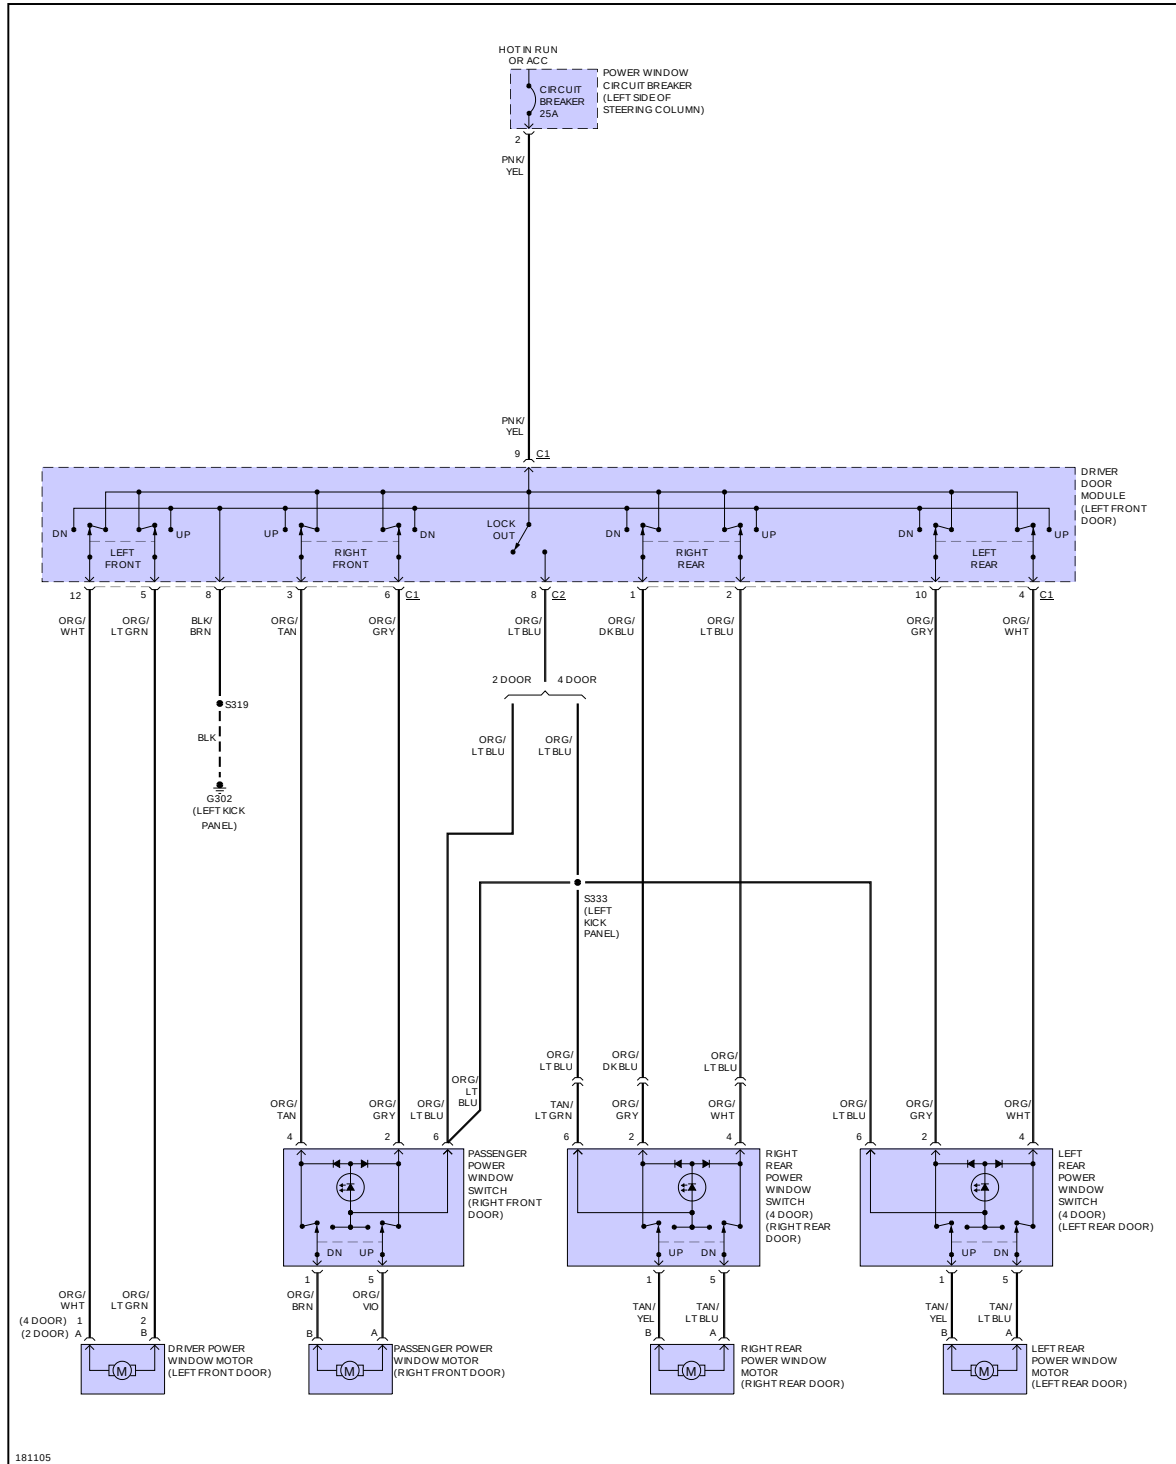 HOT IN RUN
OR ACC
CIRCUIT
BREAKER
25A
POWER WINDOW
CIRCUIT BREAKER
(LEFT SIDE OF
STEERING COLUMN)
2
PNK/
YEL
PNK/
YEL
9 C1
DRIVER
DOOR
MODULE
(LEFT FRONT
DOOR)
DN
UP
LEFT
FRONT
UP
DN
RIGHT
FRONT
LOCK
OUT
DN
UP
RIGHT
REAR
DN
UP
LEFT
REAR
12 5 8 3 6 C1 8 C2 1 2 10 4 C1
ORG/
WHT
ORG/
LT GRN
BLK/
BRN
ORG/
TAN
ORG/
GRY
ORG/
LT BLU
ORG/
DK BLU
ORG/
LT BLU
ORG/
GRY
ORG/
WHT
2 DOOR 4 DOOR
S319
BLK
G302
(LEFT KICK
PANEL)
ORG/
LT BLU
ORG/
LT BLU
S333
(LEFT
KICK
PANEL)
ORG/
LT BLU
ORG/
DK BLU
ORG/
LT BLU
ORG/
LT
BLU
ORG/
TAN
ORG/
GRY
ORG/
LT BLU
TAN/
LT GRN
ORG/
GRY
ORG/
WHT
ORG/
LT BLU
ORG/
GRY
ORG/
WHT
4 2 6 6 2 4 6 2 4
PASSENGER
POWER
WINDOW
SWITCH
(RIGHT FRONT
DOOR)
RIGHT
REAR
POWER
WINDOW
SWITCH
(4 DOOR)
(RIGHT REAR
DOOR)
LEFT
REAR
POWER
WINDOW
SWITCH
(4 DOOR)
(LEFT REAR DOOR)
DN UP
UP DN
UP DN
1 5 1 5 1 5
ORG/
WHT
ORG/
LT GRN
ORG/
BRN
ORG/
VIO
TAN/
YEL
TAN/
LT BLU
TAN/
YEL
TAN/
LT BLU
(4 DOOR) 1 2
(2 DOOR) A B
B A B A B A
M
DRIVER POWER
WINDOW MOTOR
(LEFT FRONT DOOR)
M
PASSENGER POWER
WINDOW MOTOR
(RIGHT FRONT DOOR)
M
RIGHT REAR
POWER WINDOW
MOTOR
(RIGHT REAR DOOR)
M
LEFT REAR
POWER WINDOW
MOTOR
(LEFT REAR DOOR)
181105